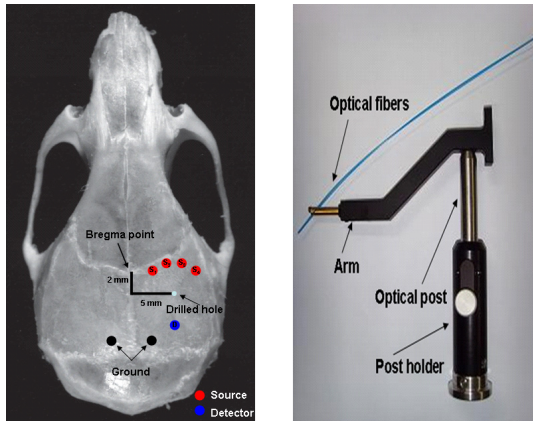 Bregma point
2 mm
5 mm
Drilled hole
Ground
Source
Detector
Optical fibers
Arm
Optical post
Post holder